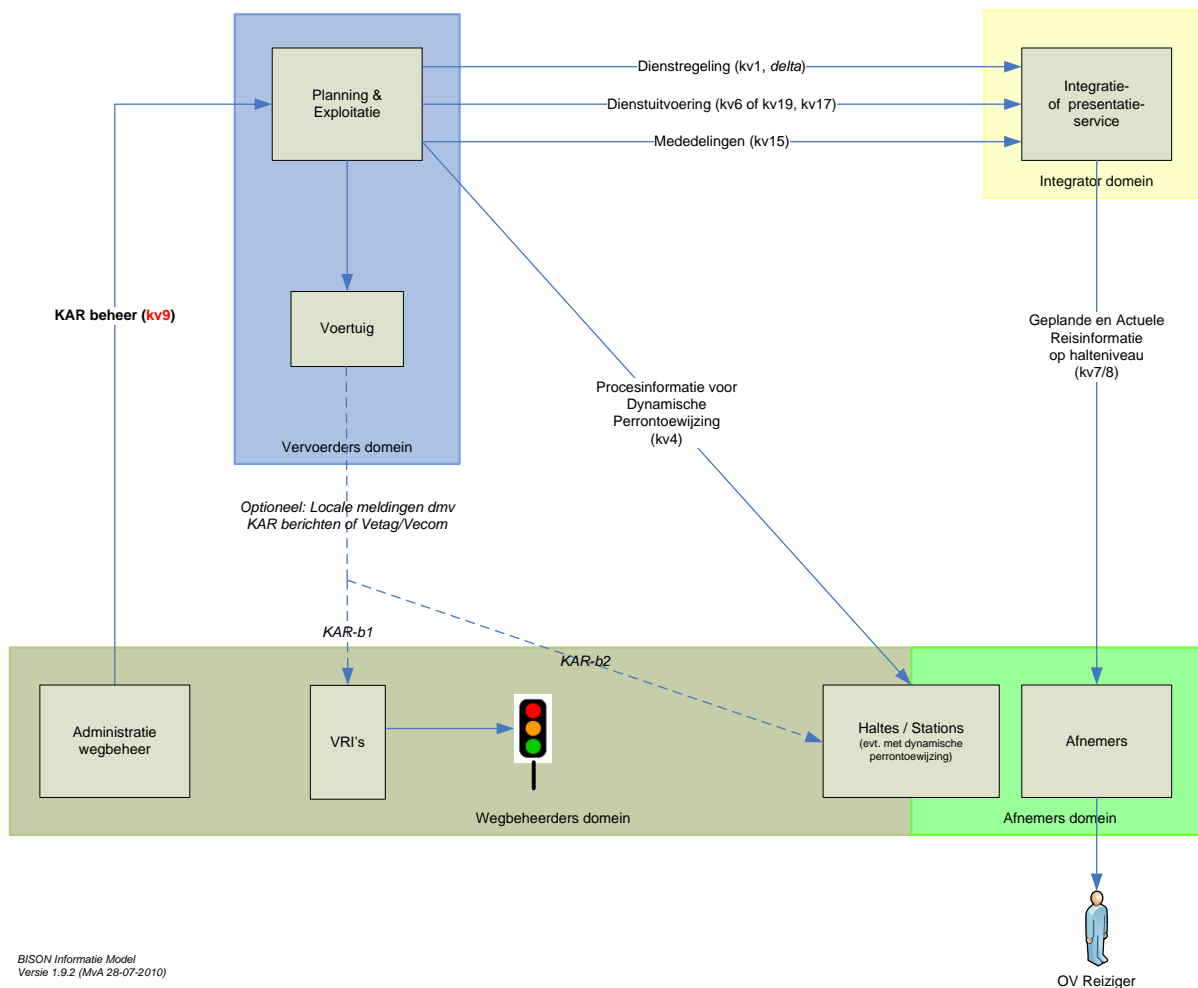 Planning &
Exploitatie
Dienstregeling (kv1, delta)
Dienstuitvoering (kv6 of kv19, kv17)
Mededelingen (kv15)
Integratie-
of presentatie-
service
Integrator domein
KAR beheer (kv9)
Voertuig
Vervoerders domein
Geplande en Actuele
Reisinformatie
op halteniveau
(kv7/8)
Procesinformatie voor
Dynamische
Perrontoewijzing
(kv4)
Optioneel: Locale meldingen dmv
KAR berichten of Vetag/Vecom
KAR-b1
KAR-b2
Administratie
wegbeheer
VRI's
Haltes / Stations
(evt. met dynamische
perrontoewijzing)
Afnemers
Wegbeheerders domein
Afnemers domein
BISON Informatie Model
Versie 1.9.2 (MvA 28-07-2010)
OV Reiziger